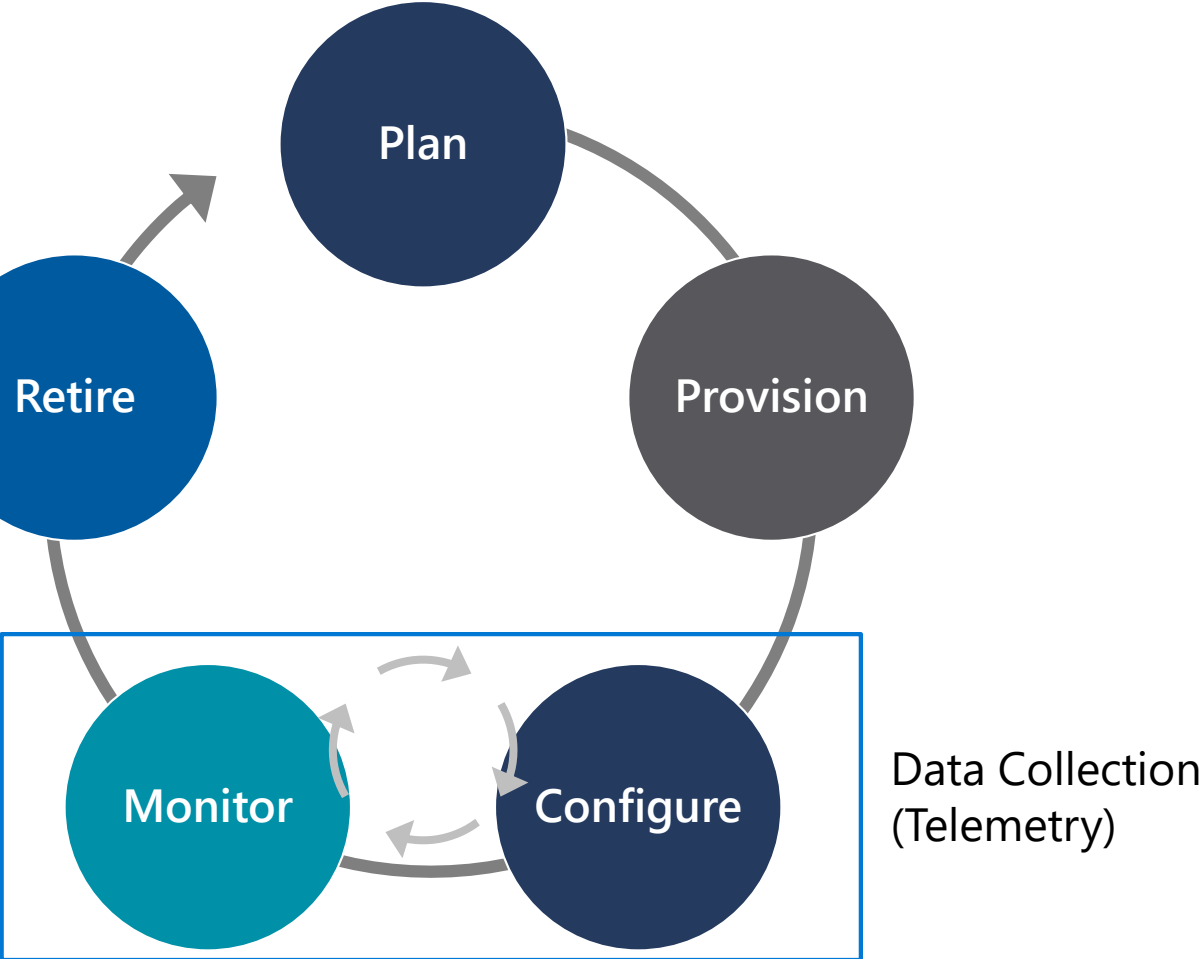 Plan
Retire
Provision
Monitor
Configure
Data Collection
(Telemetry)